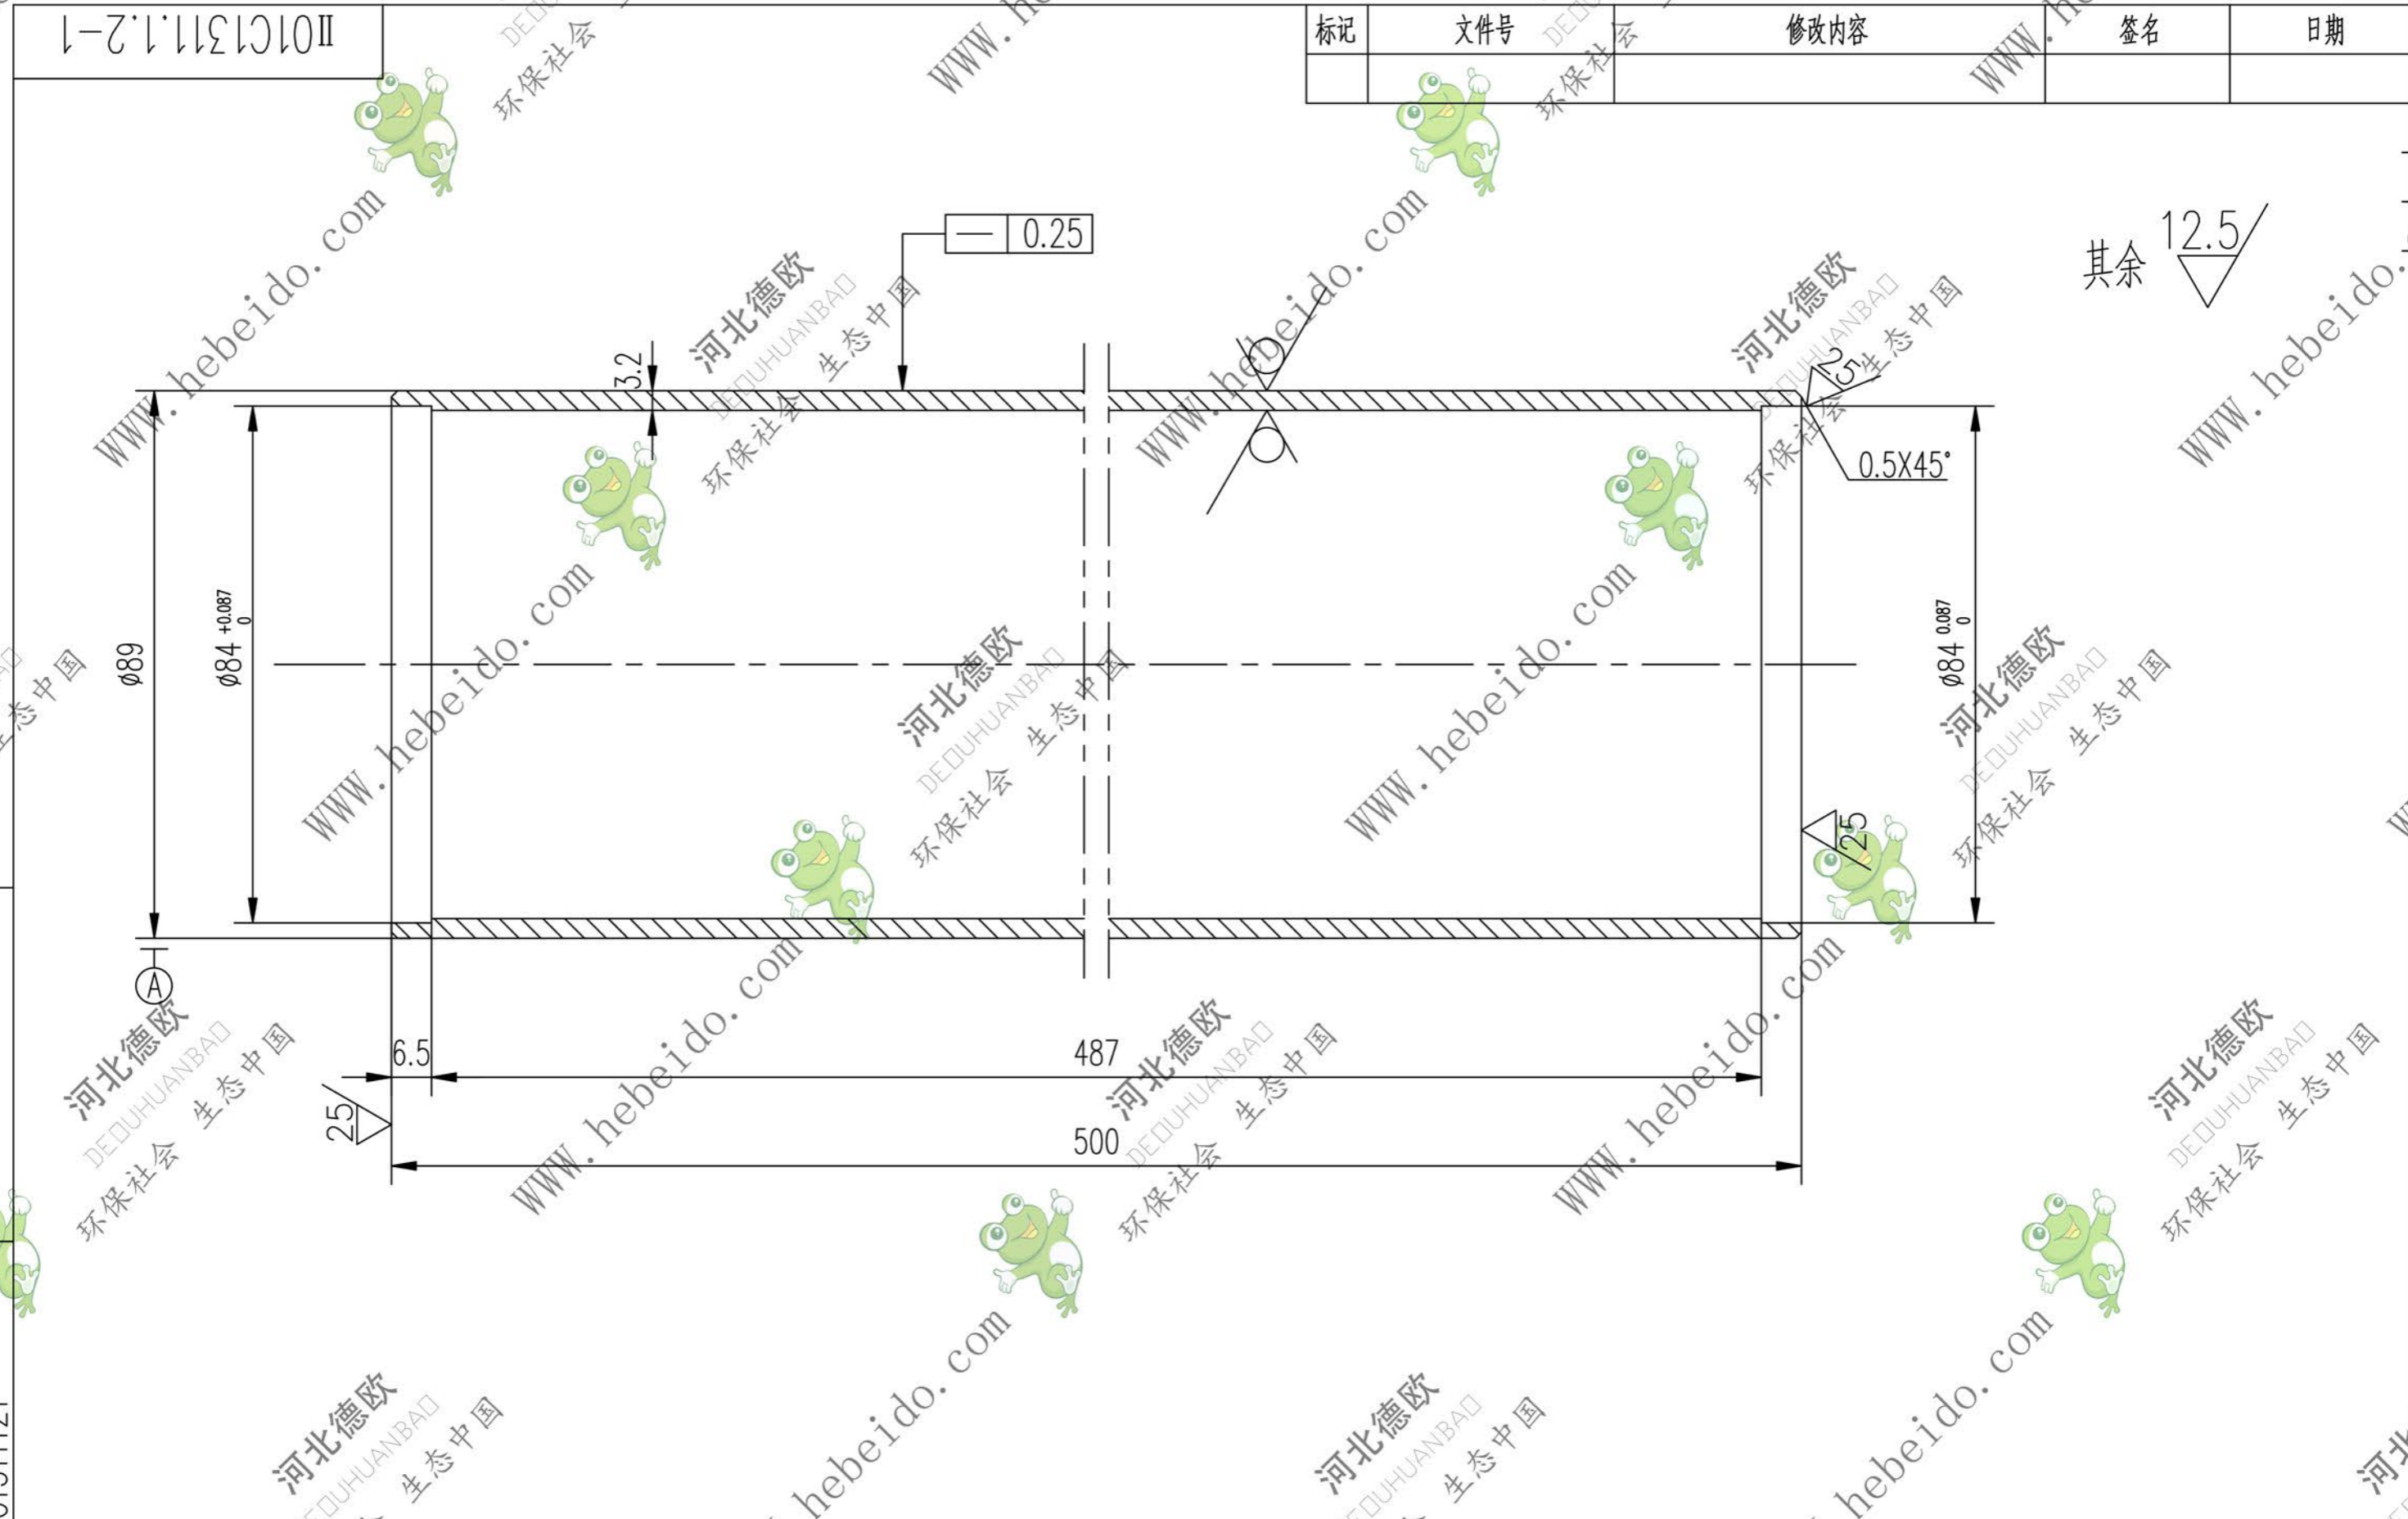 II01C1311.1.2-1
标记 文件号 修改内容 签名 日期
其余 12.5
— 0.25
3.2
25
0.5X45°
ø89
ø84 +0.087 0
ø84 0.087 0
25
A
6.5
487
25
500
WWW.hebeido.com
河北德欧
DEOUHUANBAO
环保社会 生态中国